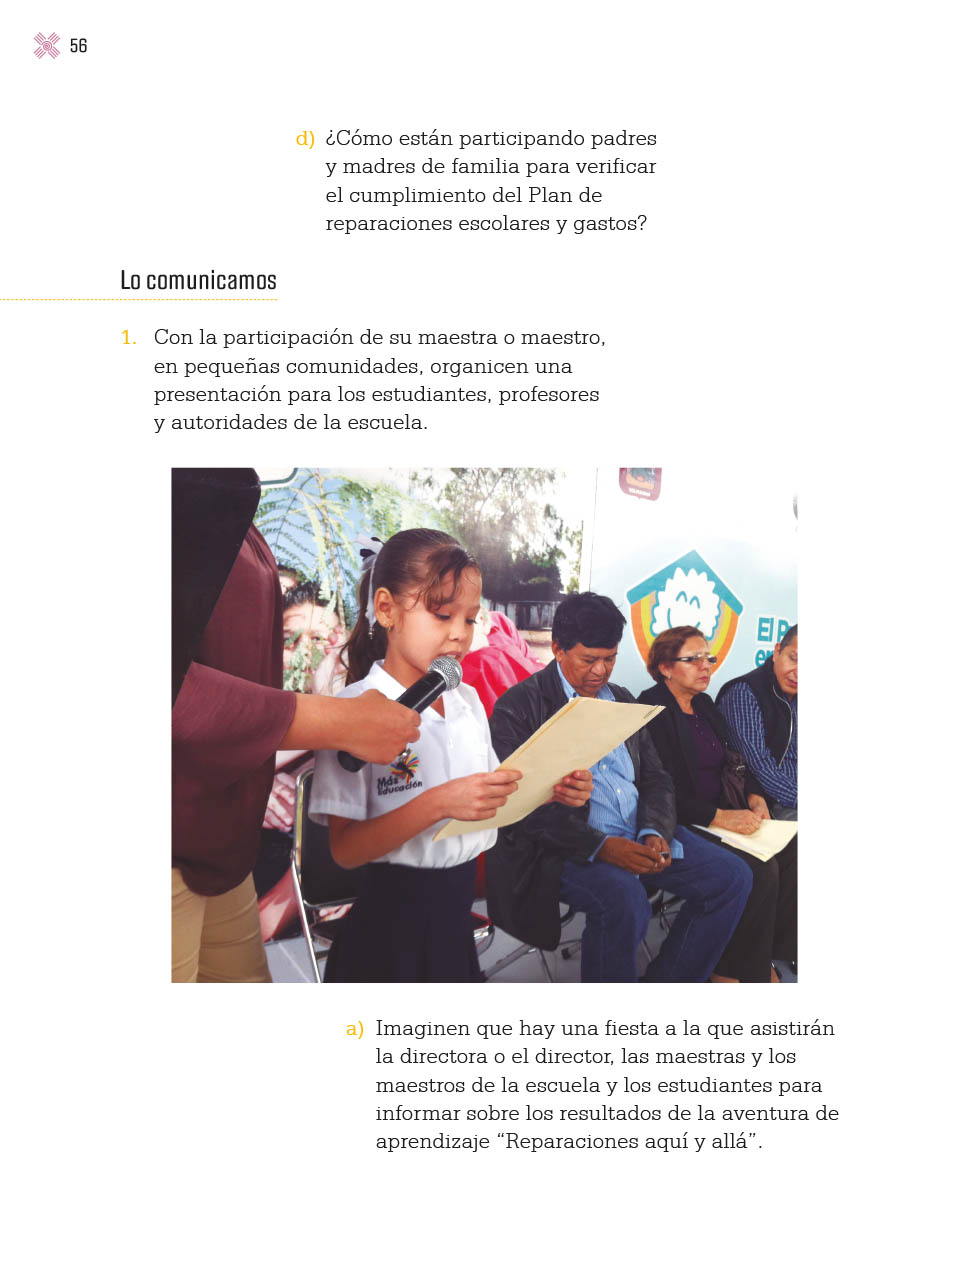 56
d) ¿Cómo están participando padres
y madres de familia para verificar
el cumplimiento del Plan de
reparaciones escolares y gastos?
Lo comunicamos
1. Con la participación de su maestra o maestro,
en pequeñas comunidades, organicen una
presentación para los estudiantes, profesores
y autoridades de la escuela.
El
Más
Educación
a) Imaginen que hay una fiesta a la que asistirán
la directora o el director, las maestras y los
maestros de la escuela y los estudiantes para
informar sobre los resultados de la aventura de
aprendizaje “Reparaciones aquí y allá”.